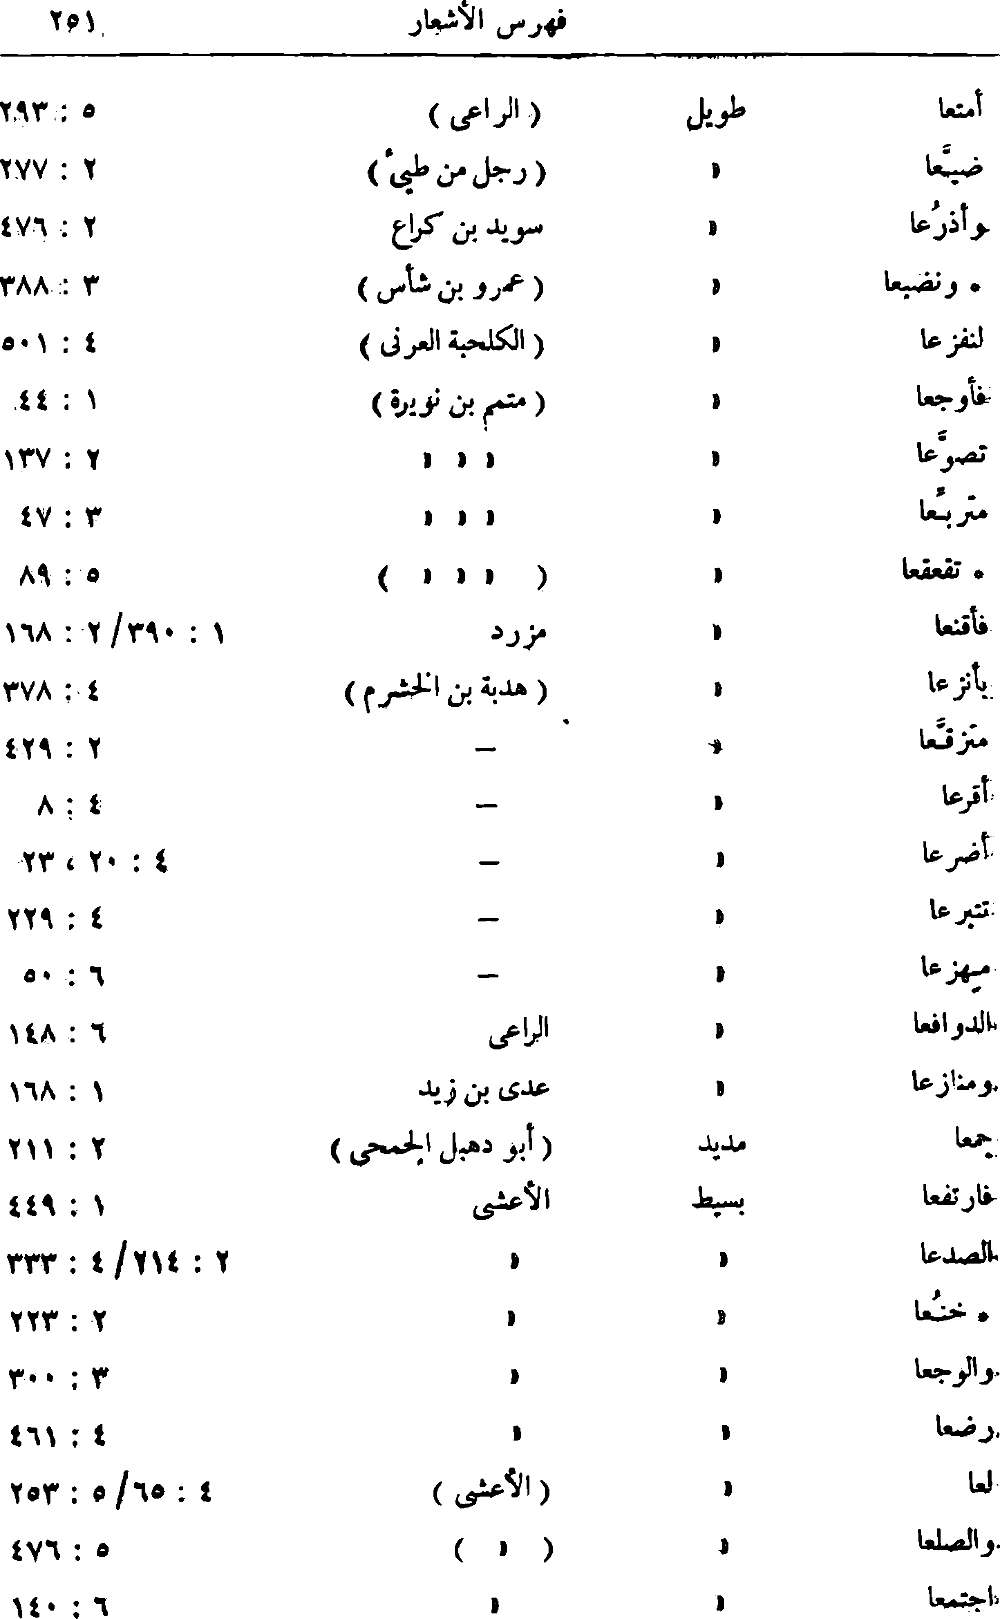 فهرس الأشعار ٢٥١
أمتعا طويل ( الراعى ) ٥ : ٢٩٣
ضيَّعا » ( رجل من طيىٔ ) ٢ : ٢٧٧
وأذرُعا » سويد بن كراع ٢ : ٤٧٦
* ونضيعا » ( عمرو بن شأس ) ٣ : ٣٨٨
لنفزعا » ( الكلحبة العرنى ) ٤ : ٥٠١
فأوجعا » ( متمم بن نويرة ) ١ : ٤٤
تصوَّعا » » » » ٢ : ١٣٧
متربـَّعا » » » » ٣ : ٤٧
* تقعقعا » ( » » » ) ٥ : ٨٩
فأقنعا » مزرد ١ : ٣٩٠ / ٢ : ١٦٨
بأنزعا » ( هدبة بن الخشرم ) ٤ : ٣٧٨
متزقـَّعا » — ٢ : ٤٢٩
أقرعا » — ٤ : ٨
أضرعا » — ٤ : ٢٠ ، ٢٣
تتبرعا » — ٤ : ٢٢٩
مهزعا » — ٦ : ٥٠
الدوافعا » الراعى ٦ : ١٤٨
ومنازعا » عدى بن زيد ١ : ١٦٨
جمعا مديد ( أبو دهبل الجمحى ) ٢ : ٢١١
فارتفعا بسيط الأعشى ١ : ٤٤٩
الصدعا » » ٢ : ٢١٤ / ٤ : ٣٣٣
* خنـُعا » » ٢ : ٢٢٣
والوجعا » » ٣ : ٣٠٠
رضعا » » ٤ : ٤٦١
لعا » ( الأعشى ) ٤ : ٦٥ / ٥ : ٢٥٣
والصلعا » ( » ) ٥ : ٤٧٦
اجتمعا » » ٦ : ١٤٠